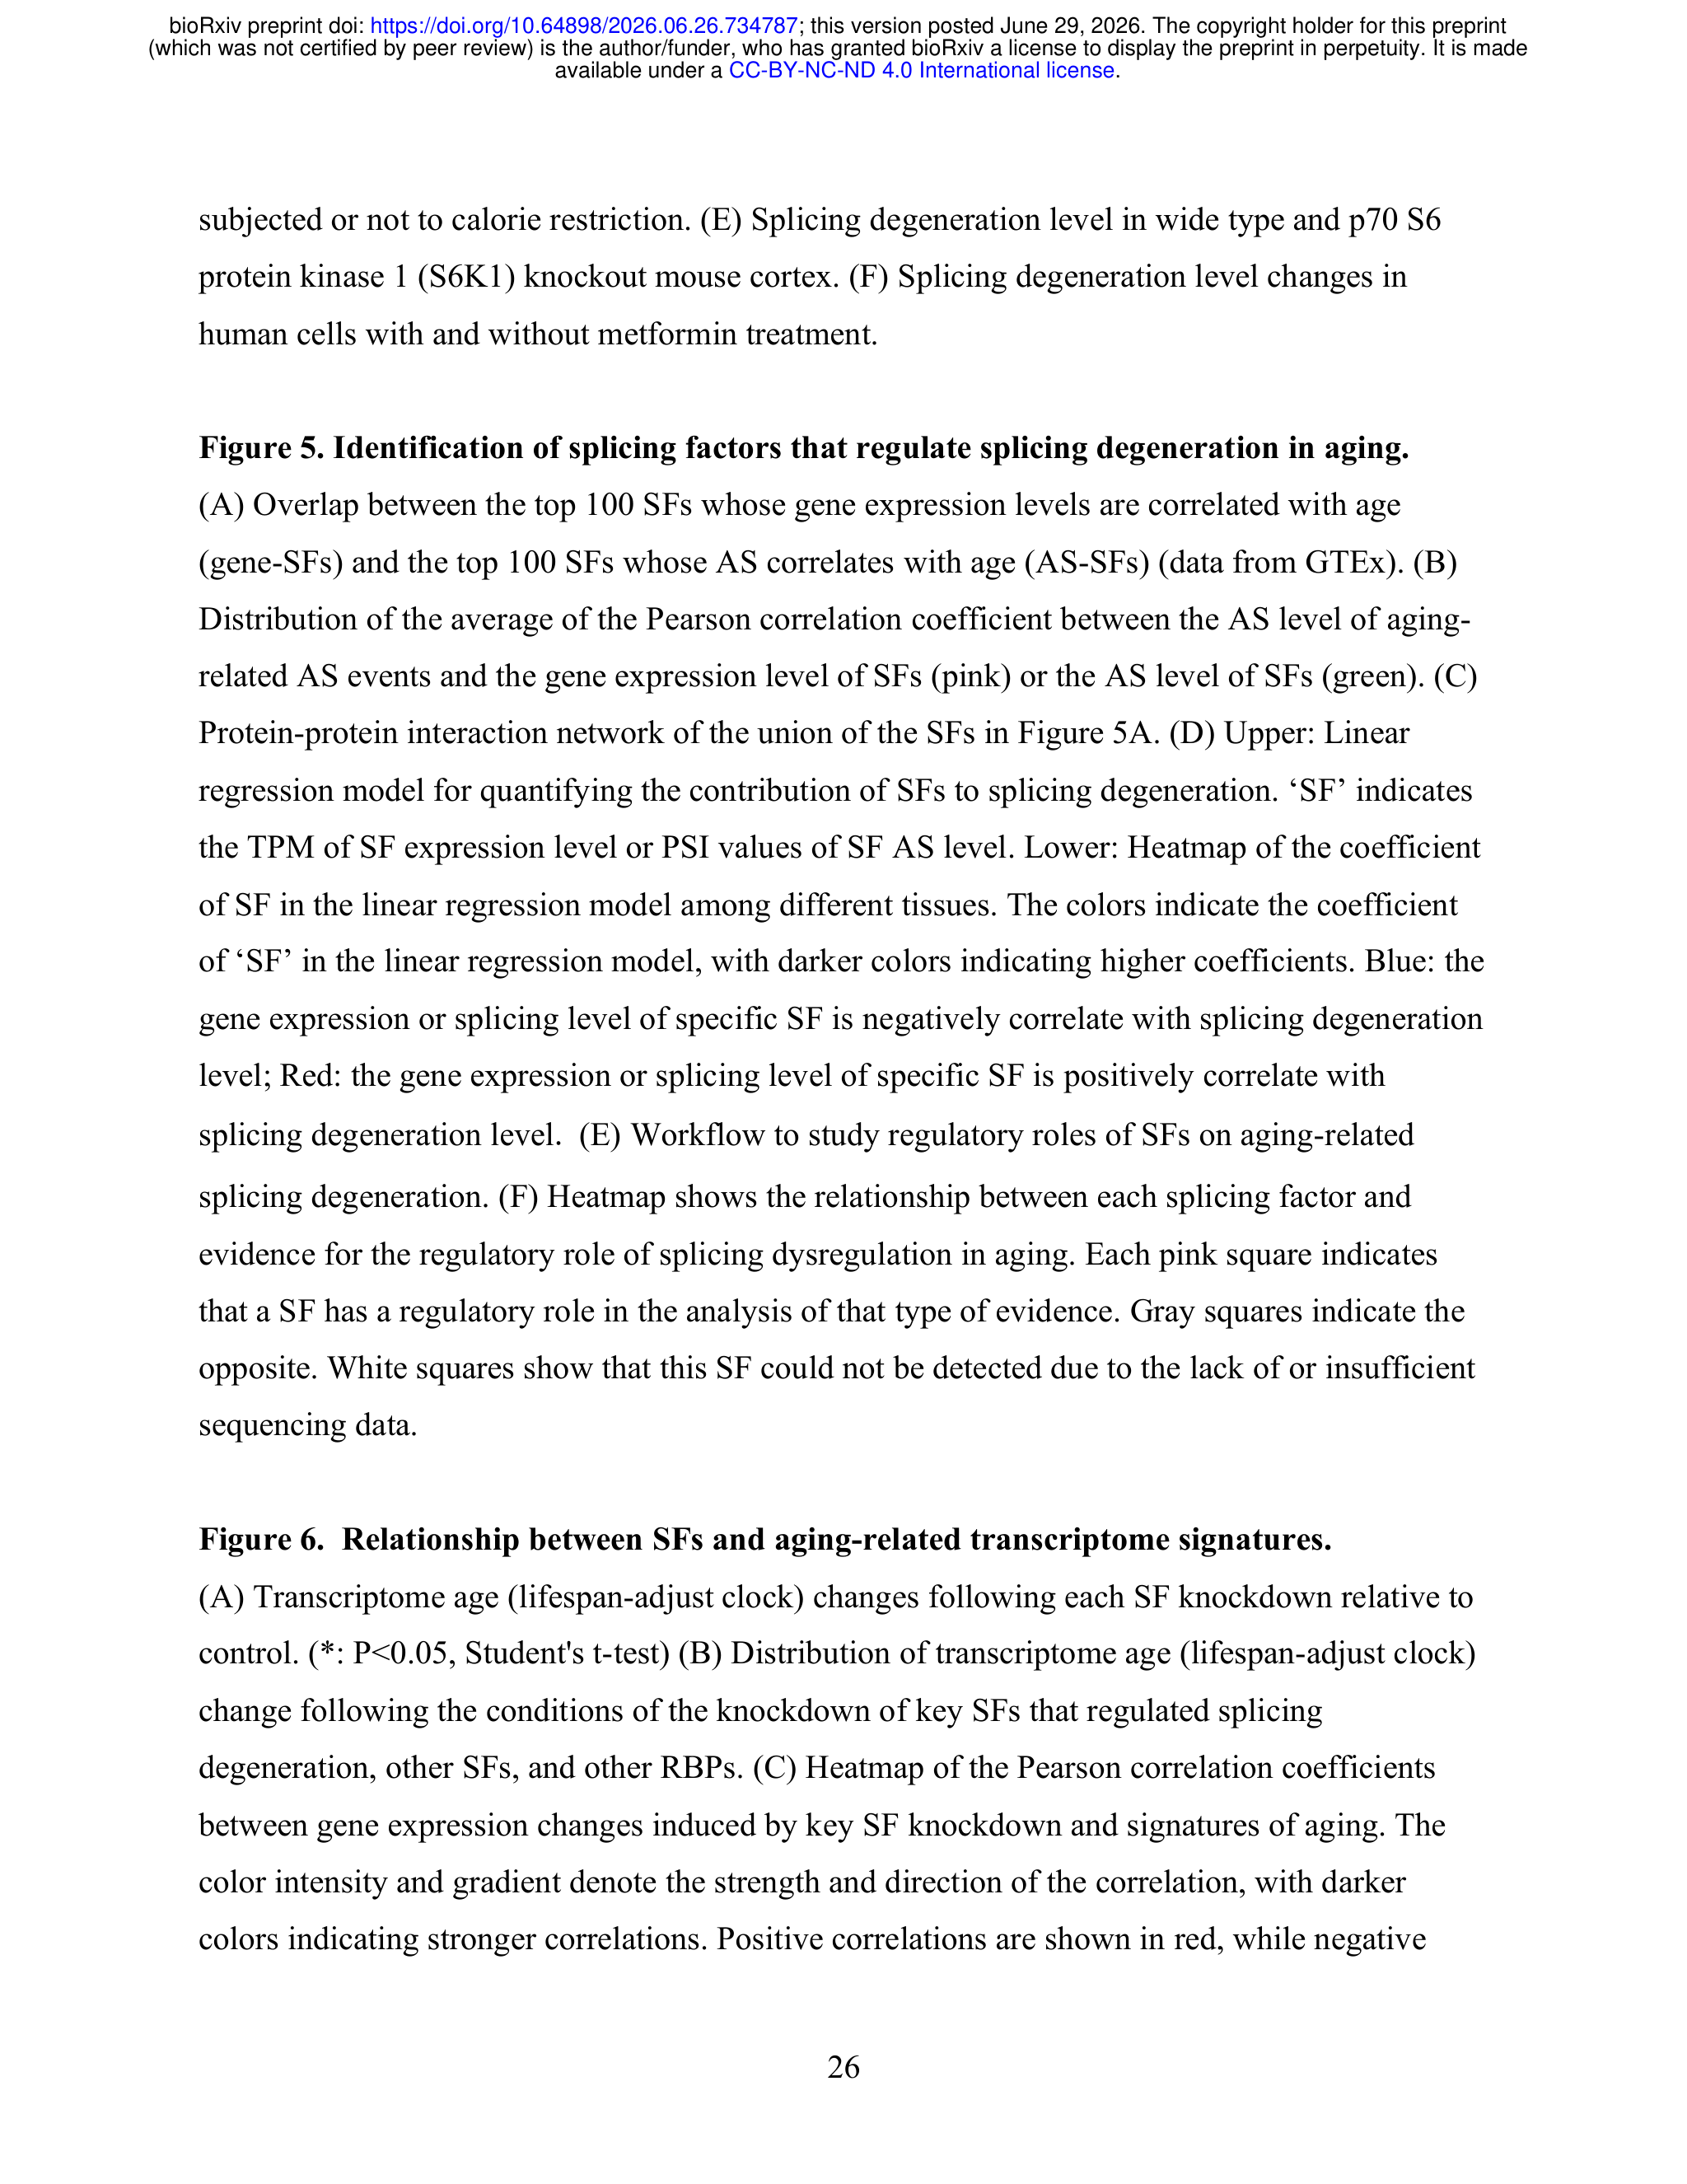 bioRxiv preprint doi: https://doi.org/10.64898/2026.06.26.734787; this version posted June 29, 2026. The copyright holder for this preprint
(which was not certified by peer review) is the author/funder, who has granted bioRxiv a license to display the preprint in perpetuity. It is made
available under a CC-BY-NC-ND 4.0 International license.
subjected or not to calorie restriction. (E) Splicing degeneration level in wide type and p70 S6
protein kinase 1 (S6K1) knockout mouse cortex. (F) Splicing degeneration level changes in
human cells with and without metformin treatment.
Figure 5. Identification of splicing factors that regulate splicing degeneration in aging.
(A) Overlap between the top 100 SFs whose gene expression levels are correlated with age
(gene-SFs) and the top 100 SFs whose AS correlates with age (AS-SFs) (data from GTEx). (B)
Distribution of the average of the Pearson correlation coefficient between the AS level of aging-
related AS events and the gene expression level of SFs (pink) or the AS level of SFs (green). (C)
Protein-protein interaction network of the union of the SFs in Figure 5A. (D) Upper: Linear
regression model for quantifying the contribution of SFs to splicing degeneration. ‘SF’ indicates
the TPM of SF expression level or PSI values of SF AS level. Lower: Heatmap of the coefficient
of SF in the linear regression model among different tissues. The colors indicate the coefficient
of ‘SF’ in the linear regression model, with darker colors indicating higher coefficients. Blue: the
gene expression or splicing level of specific SF is negatively correlate with splicing degeneration
level; Red: the gene expression or splicing level of specific SF is positively correlate with
splicing degeneration level.  (E) Workflow to study regulatory roles of SFs on aging-related
splicing degeneration. (F) Heatmap shows the relationship between each splicing factor and
evidence for the regulatory role of splicing dysregulation in aging. Each pink square indicates
that a SF has a regulatory role in the analysis of that type of evidence. Gray squares indicate the
opposite. White squares show that this SF could not be detected due to the lack of or insufficient
sequencing data.
Figure 6.  Relationship between SFs and aging-related transcriptome signatures.
(A) Transcriptome age (lifespan-adjust clock) changes following each SF knockdown relative to
control. (*: P<0.05, Student's t-test) (B) Distribution of transcriptome age (lifespan-adjust clock)
change following the conditions of the knockdown of key SFs that regulated splicing
degeneration, other SFs, and other RBPs. (C) Heatmap of the Pearson correlation coefficients
between gene expression changes induced by key SF knockdown and signatures of aging. The
color intensity and gradient denote the strength and direction of the correlation, with darker
colors indicating stronger correlations. Positive correlations are shown in red, while negative
26